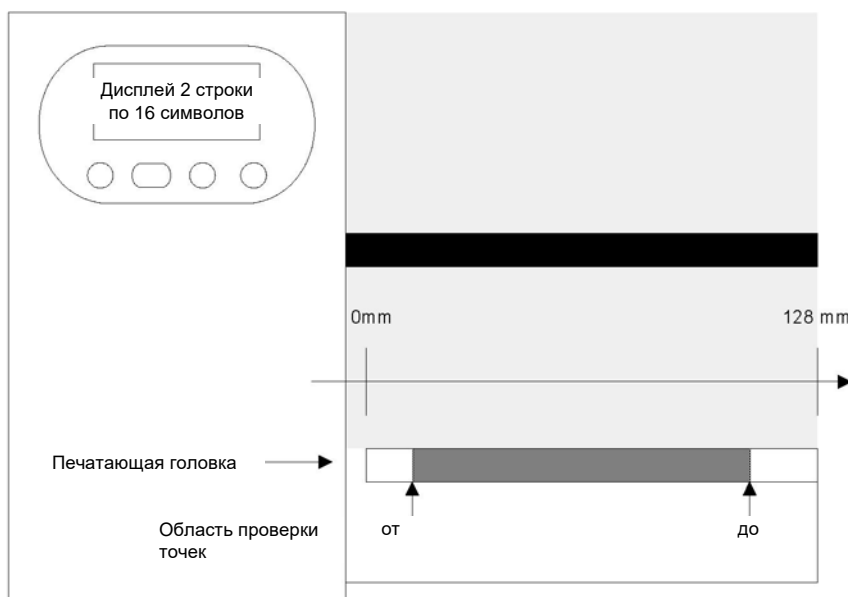 Дисплей 2 строки
по 16 символов
0mm
128 mm
Печатающая головка
Область проверки
точек
от
до